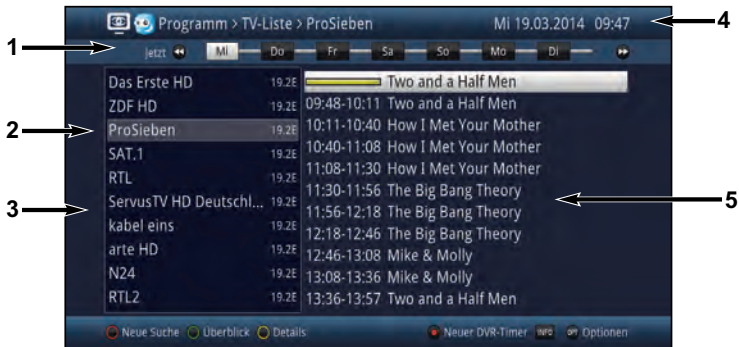 Programm > TV-Liste > ProSieben Mi 19.03.2014 09:47 4
1 Jetzt Mi Do Fr Sa So Mo Di
Das Erste HD 19.2E Two and a Half Men
ZDF HD 19.2E 09:48-10:11 Two and a Half Men
2 ProSieben 19.2E 10:11-10:40 How I Met Your Mother
SAT.1 19.2E 10:40-11:08 How I Met Your Mother
RTL 19.2E 11:08-11:30 How I Met Your Mother
3 ServusTV HD Deutschl... 19.2E 11:30-11:56 The Big Bang Theory 5
kabel eins 19.2E 11:56-12:18 The Big Bang Theory
arte HD 19.2E 12:18-12:46 The Big Bang Theory
N24 19.2E 12:46-13:08 Mike & Molly
RTL2 19.2E 13:08-13:36 Mike & Molly
13:36-13:57 Two and a Half Men
Neue Suche Überblick Details Neuer DVR-Timer INFO OPT Optionen